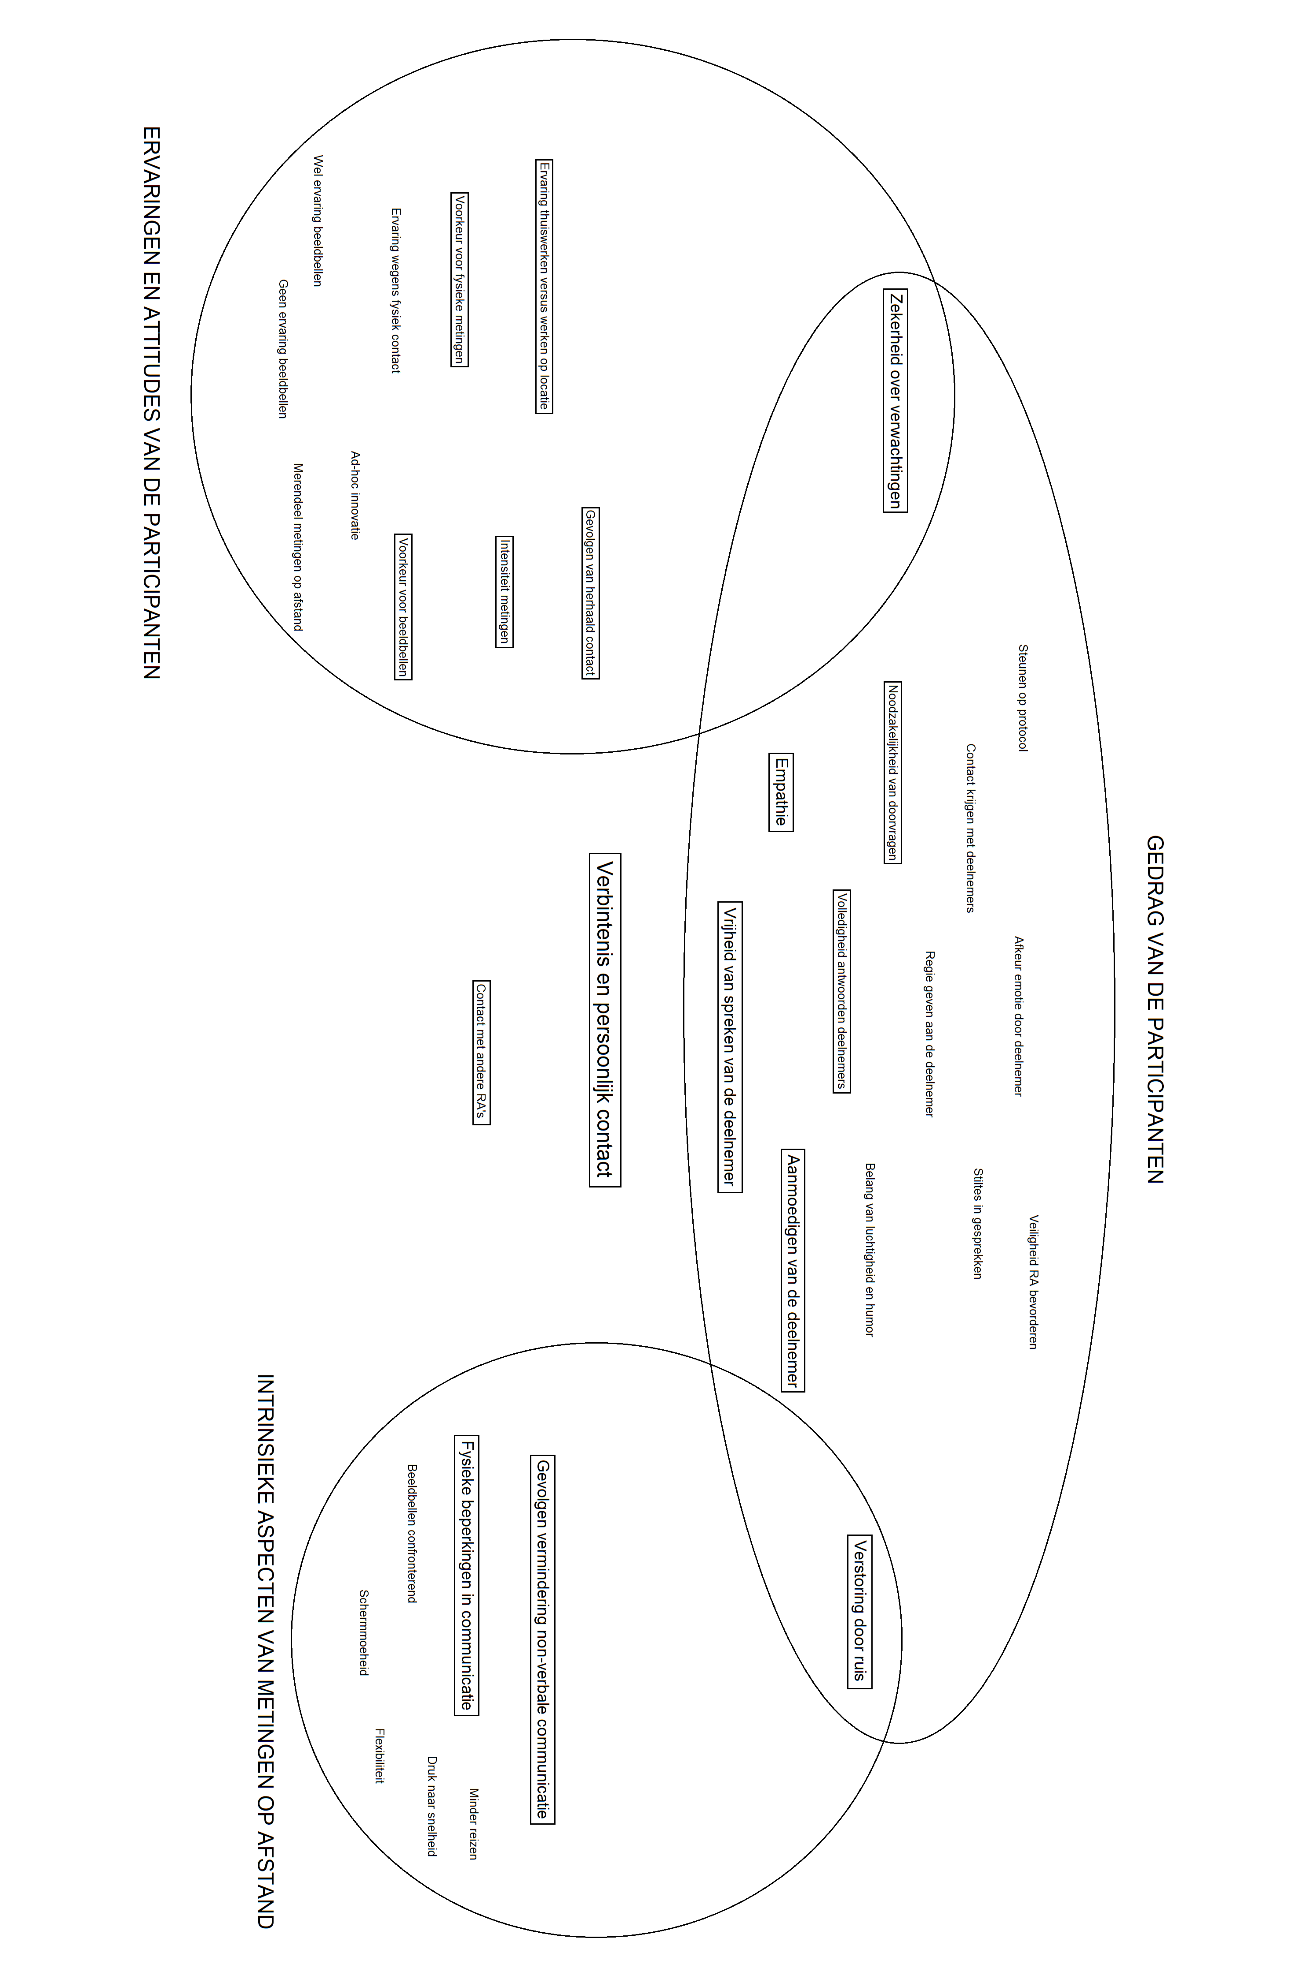 GEDRAG VAN DE PARTICIPANTEN
Steunen op protocol
Afkeur emotie door deelnemer
Veiligheid RA bevorderen
Contact krijgen met deelnemers
Stiltes in gesprekken
Regie geven aan de deelnemer
Zekerheid over verwachtingen
Noodzakelijkheid van doorvragen
Belang van luchtigheid en humor
Verstoring door ruis
Volledigheid antwoorden deelnemers
Empathie
Aanmoedigen van de deelnemer
Vrijheid van spreken van de deelnemer
Verbintenis en persoonlijk contact
Contact met andere RA's
Gevolgen van herhaald contact
Ervaring thuiswerken versus werken op locatie
Intensiteit metingen
Voorkeur voor fysieke metingen
Ervaring wegens fysiek contact
Voorkeur voor beeldbellen
Ad-hoc innovatie
Wel ervaring beeldbellen
Merendeel metingen op afstand
Geen ervaring beeldbellen
ERVARINGEN EN ATTITUDES VAN DE PARTICIPANTEN
Gevolgen vermindering non-verbale communicatie
Fysieke beperkingen in communicatie
Minder reizen
Druk naar snelheid
Beeldbellen confronterend
Flexibiliteit
Schermmoeheid
INTRINSIEKE ASPECTEN VAN METINGEN OP AFSTAND